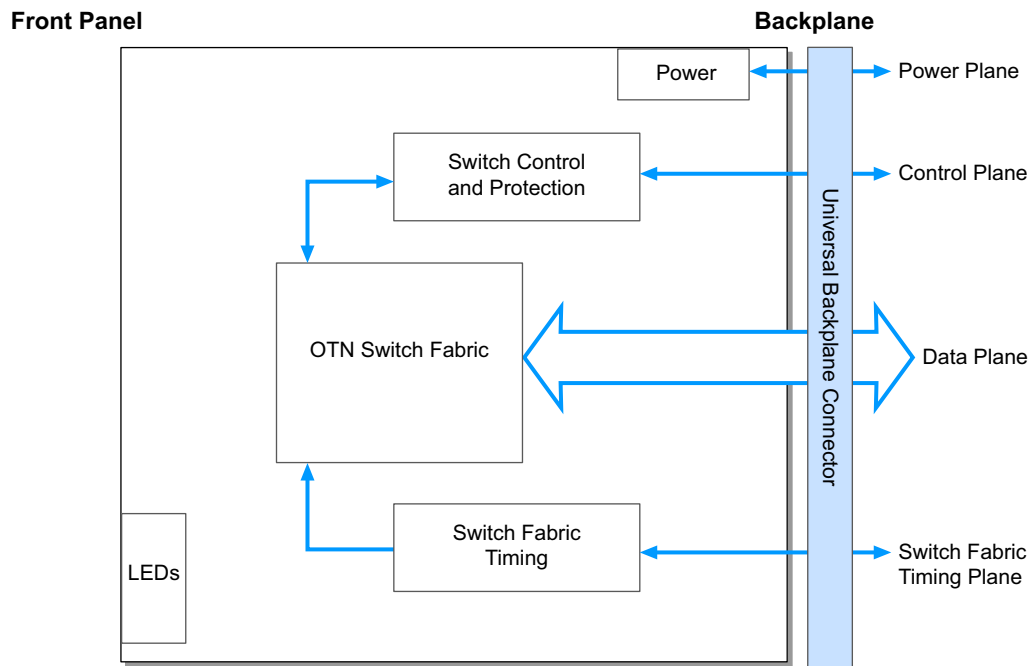 Front Panel
Backplane
Power
Power Plane
Switch Control
and Protection
Control Plane
Universal Backplane Connector
OTN Switch Fabric
Data Plane
Switch Fabric
Timing
Switch Fabric
Timing Plane
LEDs